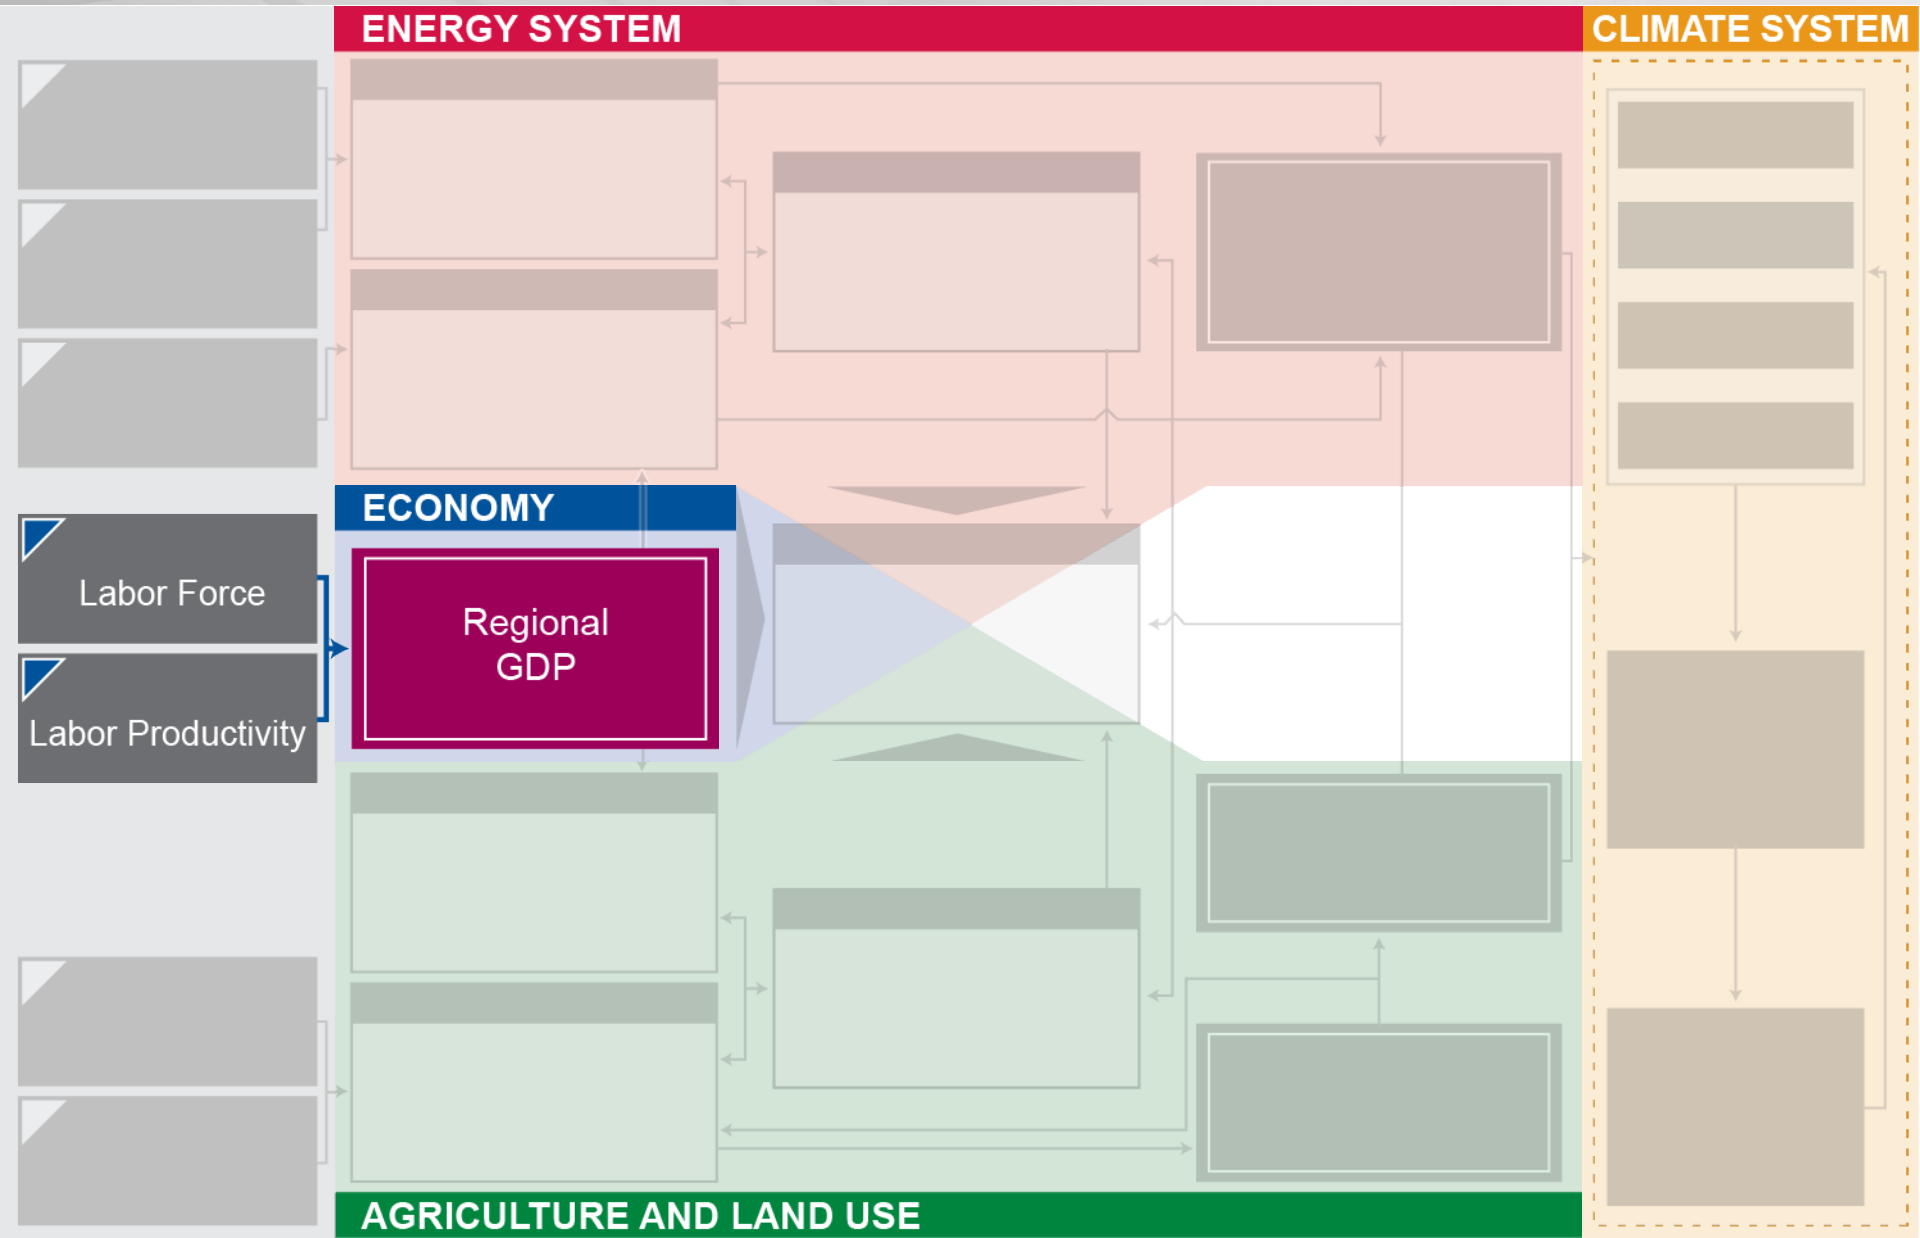 ENERGY SYSTEM
CLIMATE SYSTEM
ECONOMY
Labor Force
Labor Productivity
Regional
GDP
AGRICULTURE AND LAND USE